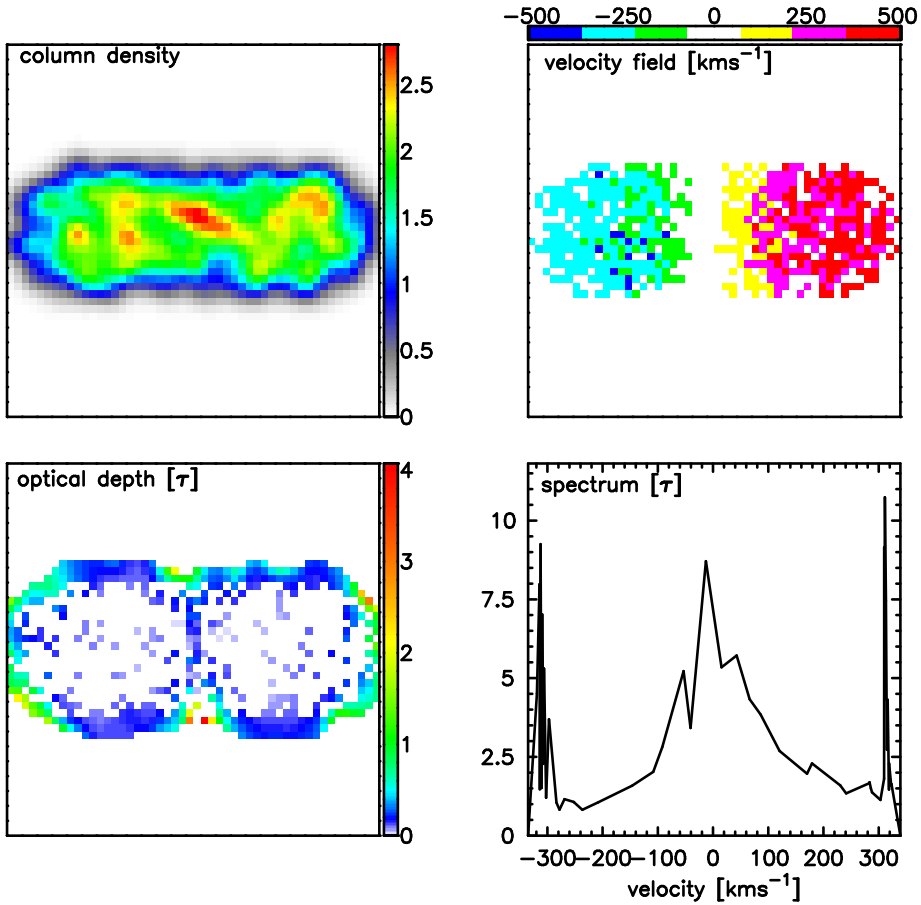 −500 −250 0 250 500
column density
velocity field [kms⁻¹]
2.5
2
1.5
1
0.5
0
optical depth [τ]
4
3
2
1
0
spectrum [τ]
10
7.5
5
2.5
0
−300 −200 −100 0 100 200 300
velocity [kms⁻¹]